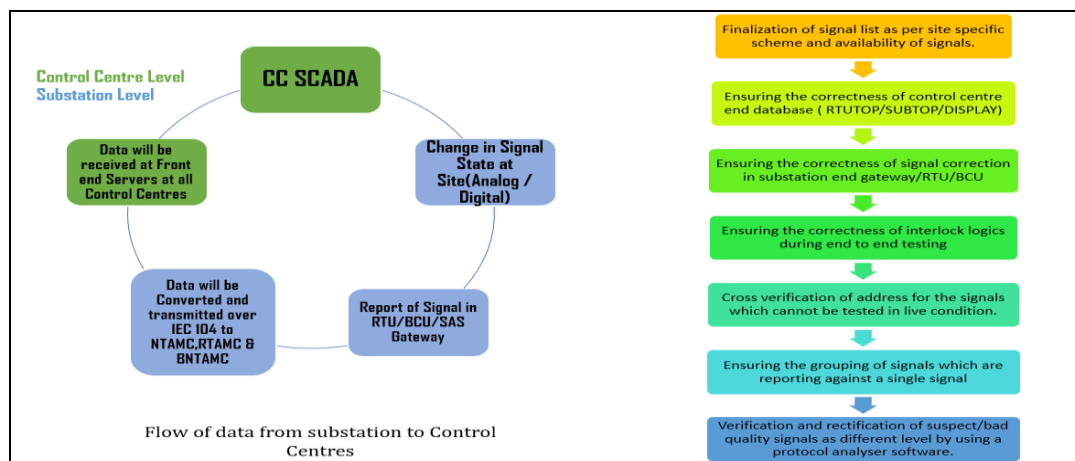 Control Centre Level
Substation Level
CC SCADA
Change in Signal
State at
Site(Analog /
Digital)
Report of Signal in
RTU/BCU/SAS
Gateway
Data will be
Converted and
transmitted over
IEC 104 to
NTAMC,RTAMC &
BNTAMC
Data will be
received at Front
end Servers at all
Control Centres
Flow of data from substation to Control
Centres
Finalization of signal list as per site specific
scheme and availability of signals.
Ensuring the correctness of control centre
end database ( RTUTOP/SUBTOP/DISPLAY)
Ensuring the correctness of signal correction
in substation end gateway/RTU/BCU
Ensuring the correctness of interlock logics
during end to end testing
Cross verification of address for the signals
which cannot be tested in live condition.
Ensuring the grouping of signals which are
reporting against a single signal
Verification and rectification of suspect/bad
quality signals as different level by using a
protocol analyser software.